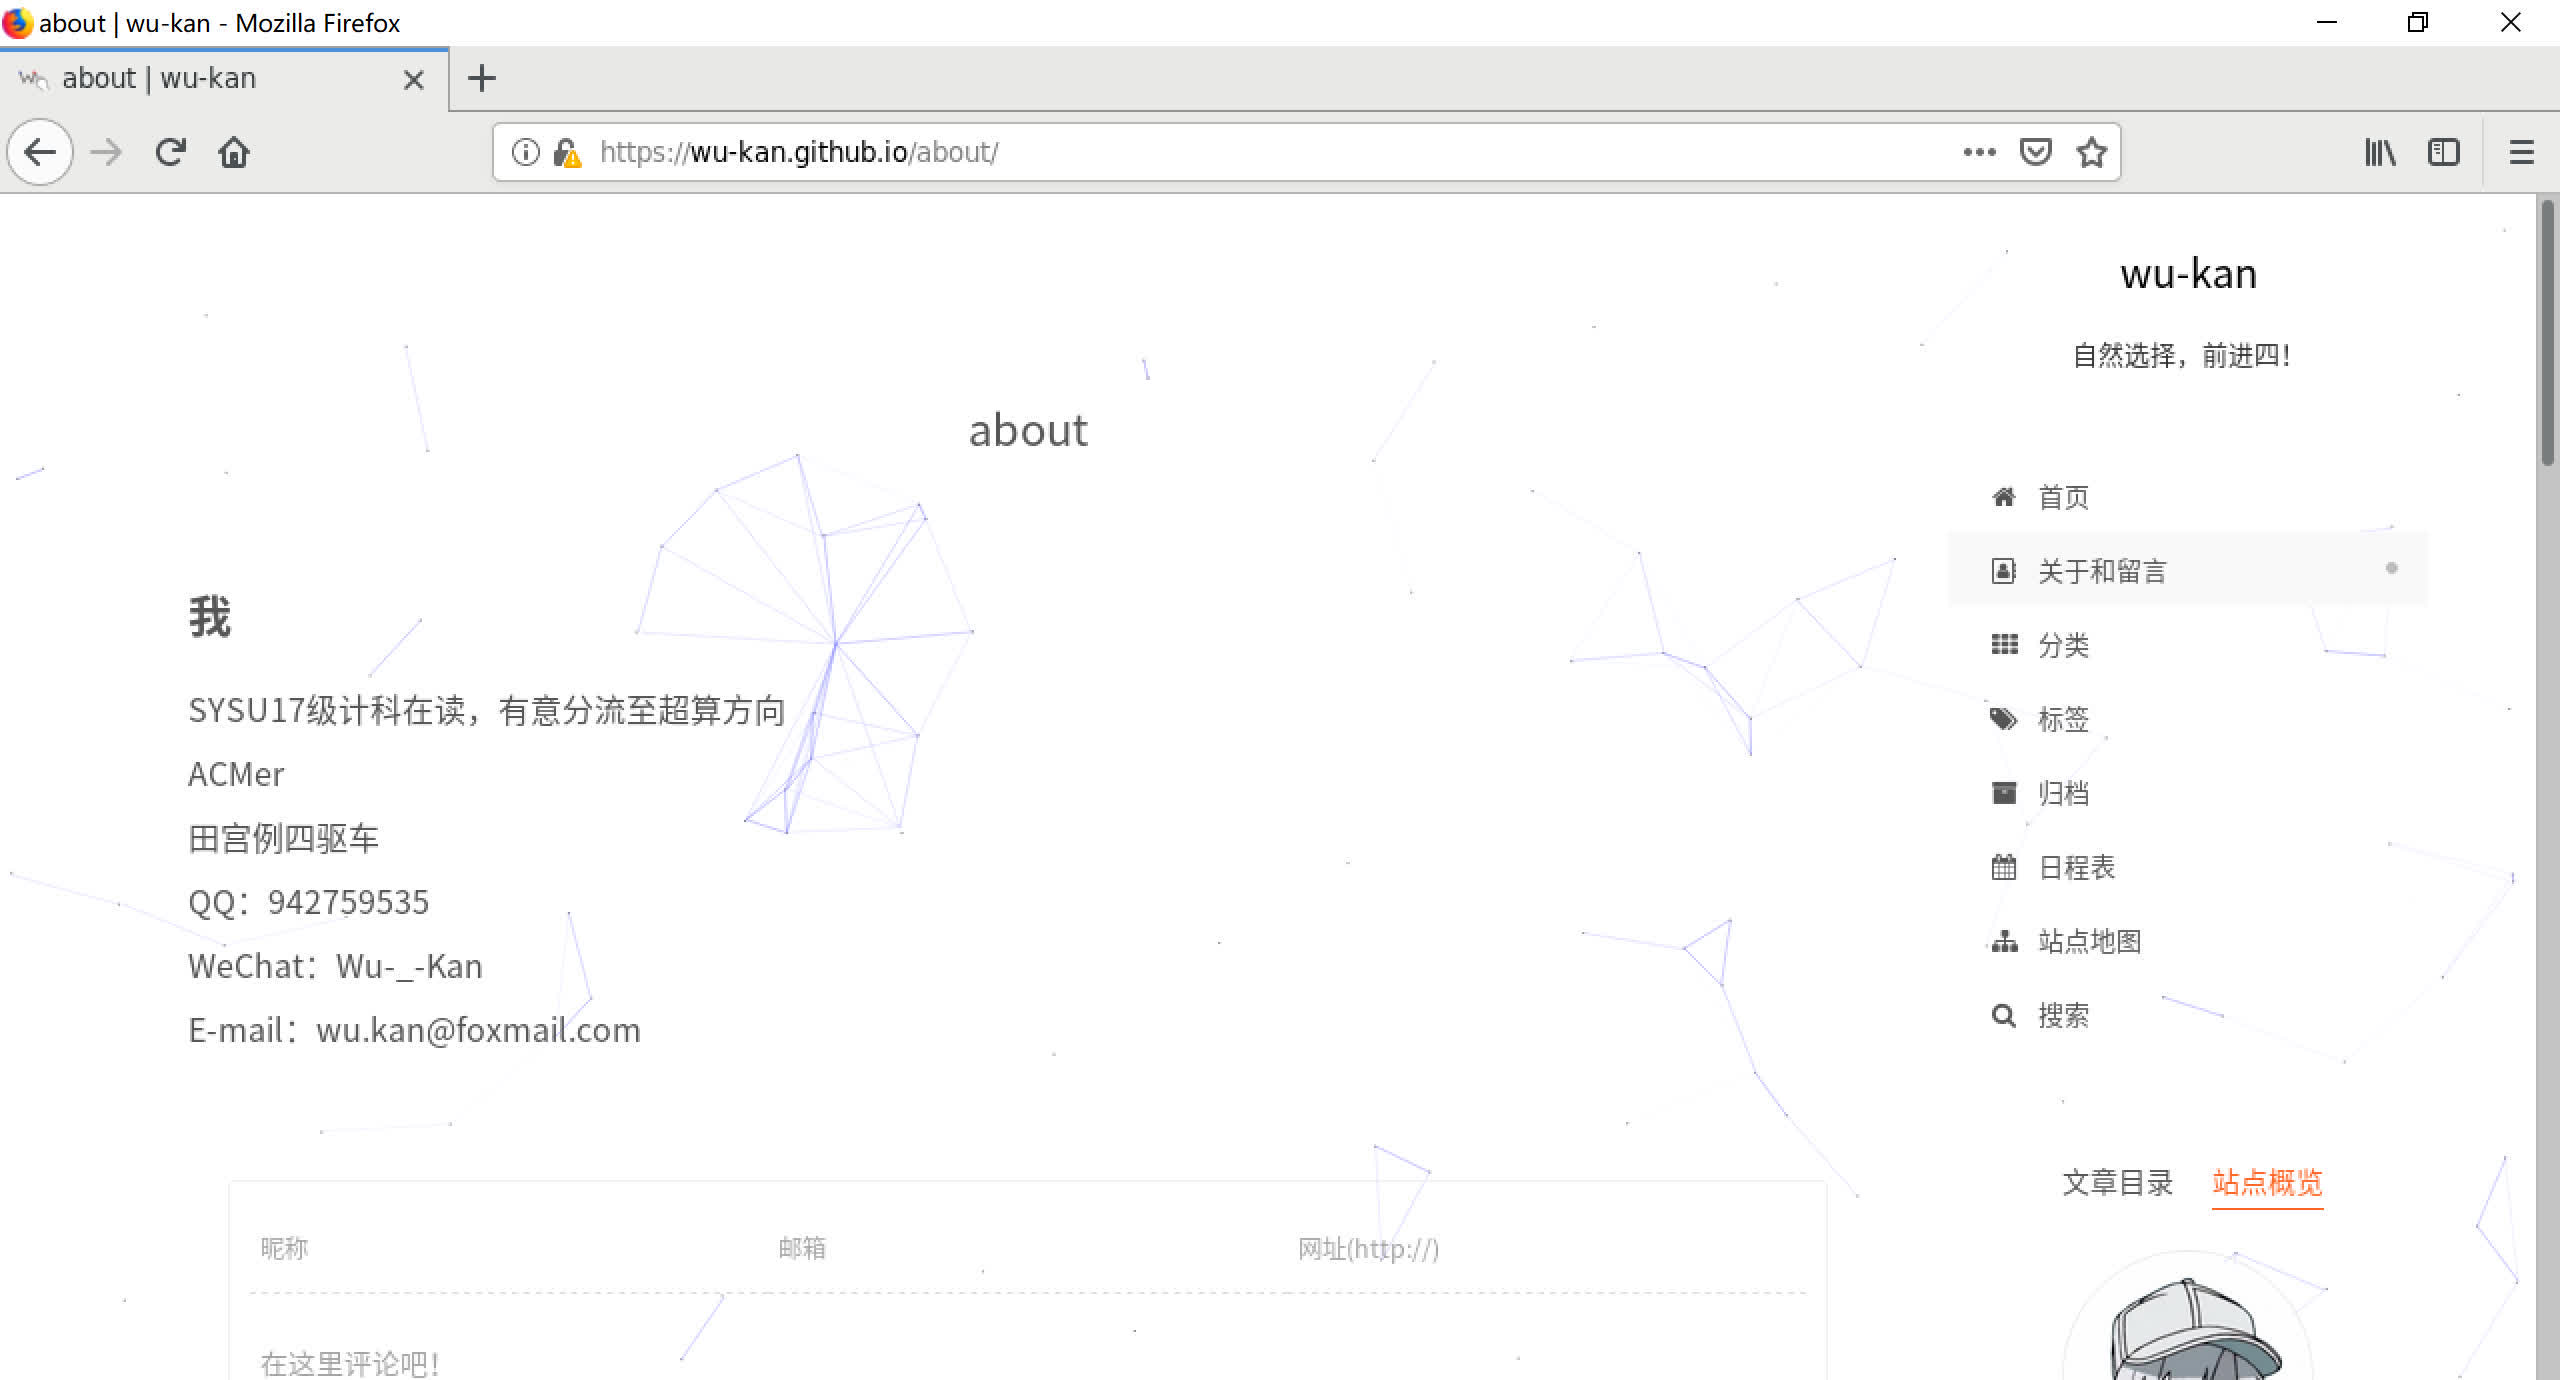 about | wu-kan - Mozilla Firefox
about | wu-kan
https://wu-kan.github.io/about/
wu-kan
自然选择，前进四！
首页
关于和留言
分类
标签
归档
日程表
站点地图
搜索
文章目录 站点概览
about
我
SYSU17级计科在读，有意分流至超算方向
ACMer
田宫例四驱车
QQ：942759535
WeChat：Wu-_-Kan
E-mail：wu.kan@foxmail.com
昵称 邮箱 网址(http://)
在这里评论吧！